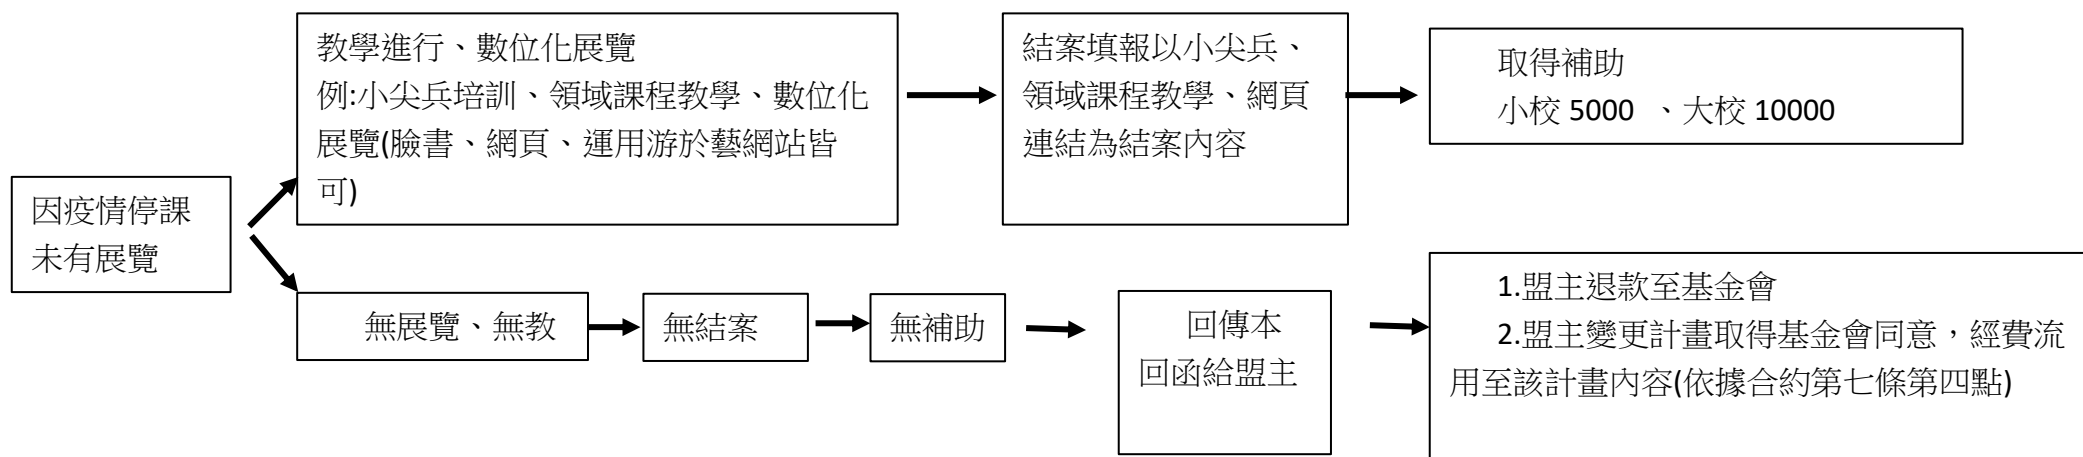 因疫情停課
未有展覽
教學進行、數位化展覽
例:小尖兵培訓、領域課程教學、數位化
展覽(臉書、網頁、運用游於藝網站皆
可)
結案填報以小尖兵、
領域課程教學、網頁
連結為結案內容
取得補助
小校 5000 、大校 10000
無展覽、無教
無結案
無補助
回傳本
回函給盟主
1.盟主退款至基金會
2.盟主變更計畫取得基金會同意，經費流
用至該計畫內容(依據合約第七條第四點)